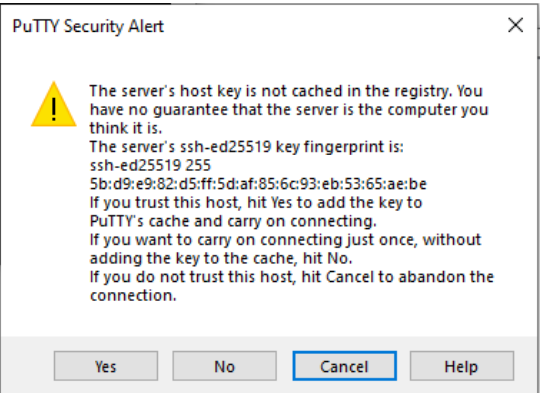 PuTTY Security Alert
The server's host key is not cached in the registry. You
have no guarantee that the server is the computer you
think it is.
The server's ssh-ed25519 key fingerprint is:
ssh-ed25519 255
5b:d9:e9:82:d5:ff:5d:af:85:6c:93:eb:53:65:ae:be
If you trust this host, hit Yes to add the key to
PuTTY's cache and carry on connecting.
If you want to carry on connecting just once, without
adding the key to the cache, hit No.
If you do not trust this host, hit Cancel to abandon the
connection.
Yes
No
Cancel
Help